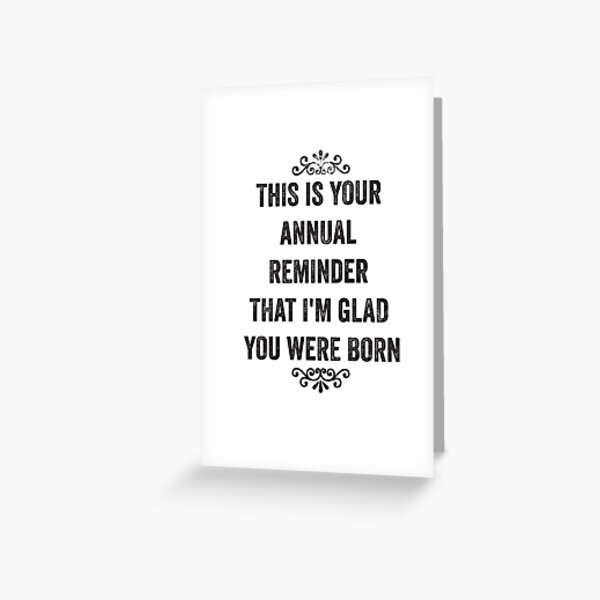 THIS IS YOUR
ANNUAL
REMINDER
THAT I'M GLAD
YOU WERE BORN